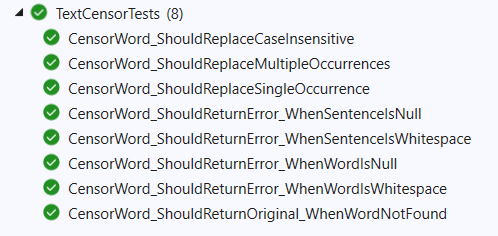 TextCensorTests (8)
CensorWord_ShouldReplaceCaseInsensitive
CensorWord_ShouldReplaceMultipleOccurrences
CensorWord_ShouldReplaceSingleOccurrence
CensorWord_ShouldReturnError_WhenSentenceIsNull
CensorWord_ShouldReturnError_WhenSentenceIsWhitespace
CensorWord_ShouldReturnError_WhenWordIsNull
CensorWord_ShouldReturnError_WhenWordIsWhitespace
CensorWord_ShouldReturnOriginal_WhenWordNotFound